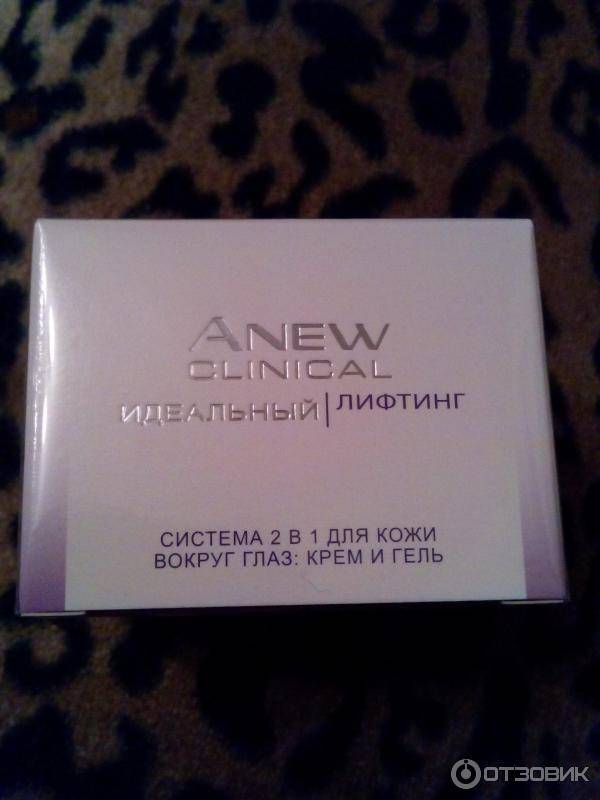 ANEW
CLINICAL
ИДЕАЛЬНЫЙ|ЛИФТИНГ
СИСТЕМА 2 В 1 ДЛЯ КОЖИ
ВОКРУГ ГЛАЗ: КРЕМ И ГЕЛЬ
ОТЗОВИК